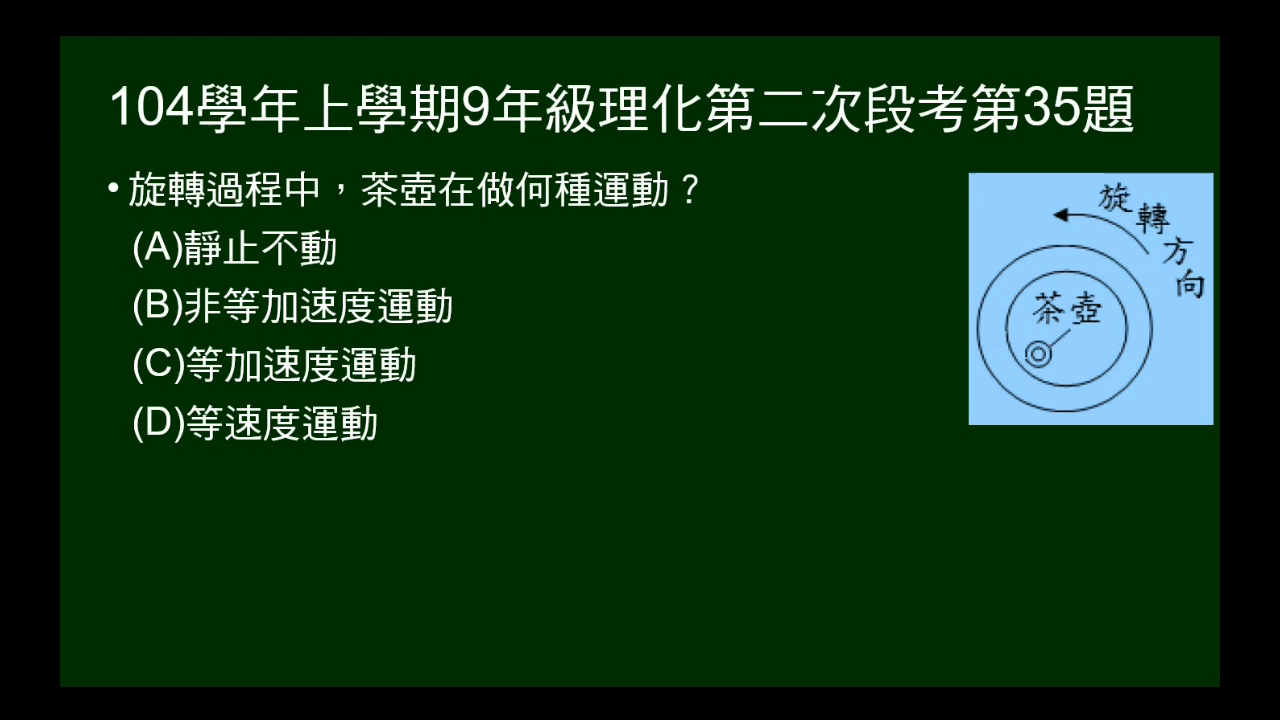 104學年上學期9年級理化第二次段考第35題
•旋轉過程中，茶壺在做何種運動？
(A)靜止不動
(B)非等加速度運動
(C)等加速度運動
(D)等速度運動
旋轉方向
茶壺